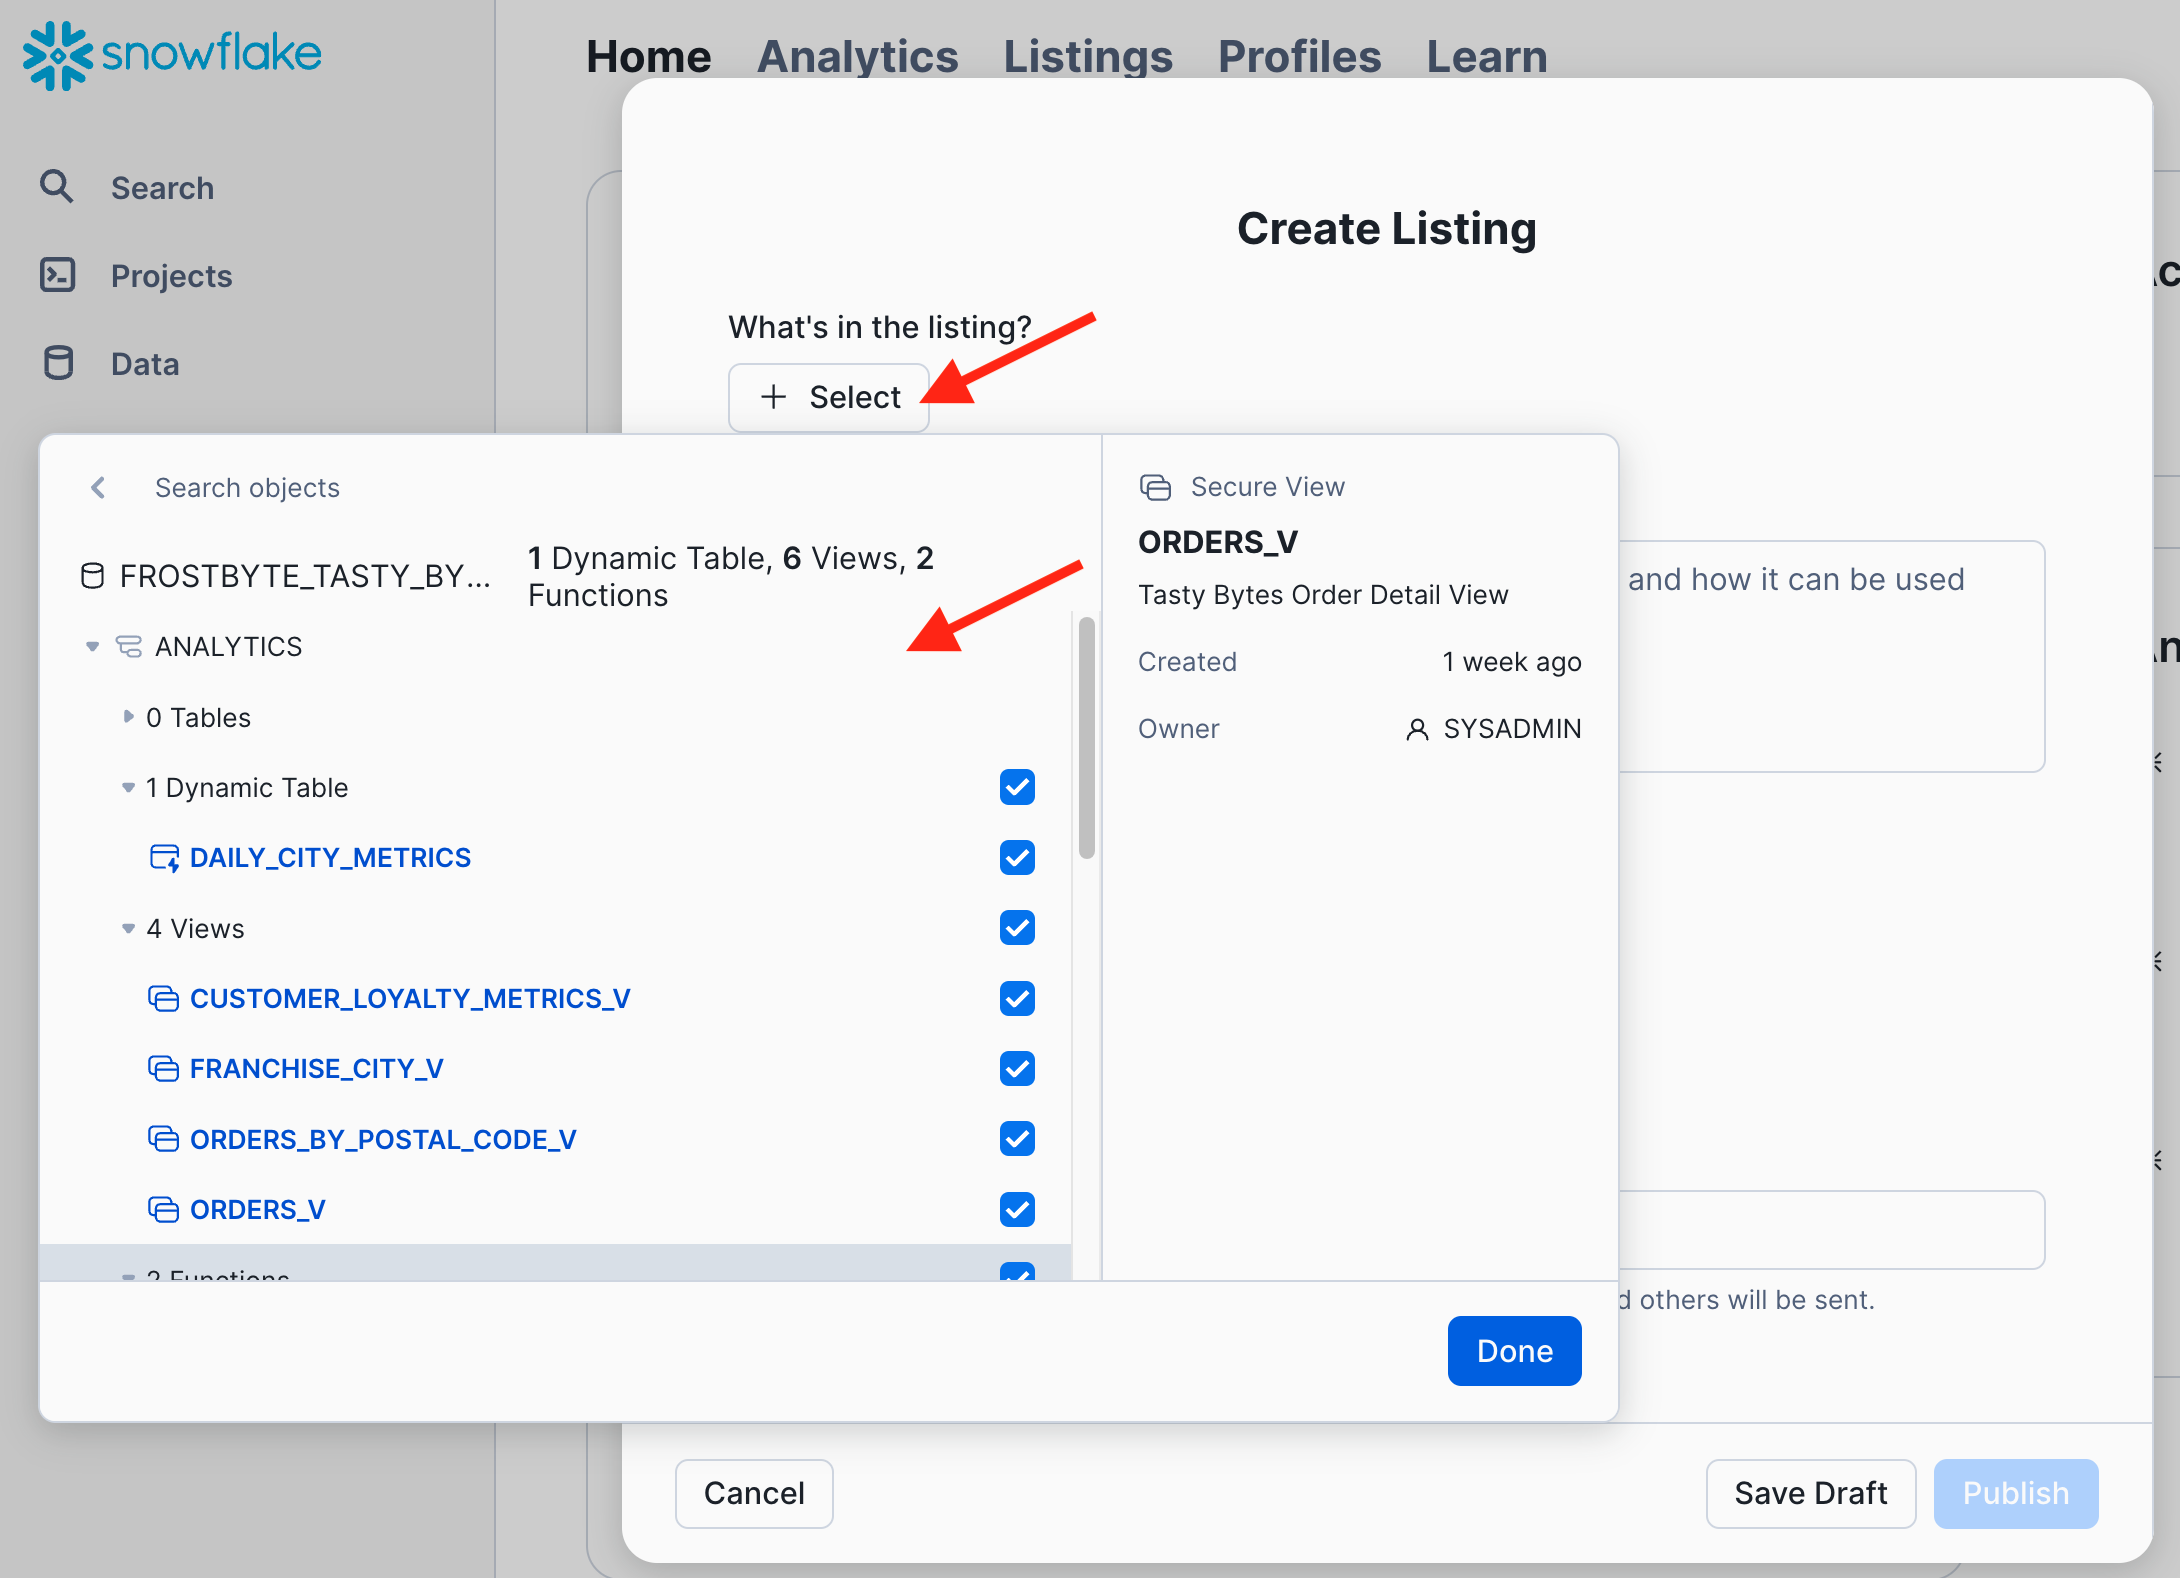 snowflake
Home Analytics Listings Profiles Learn
Search
Projects
Data
Create Listing
What's in the listing?
+ Select
Search objects
FROSTBYTE_TASTY_BY...
1 Dynamic Table, 6 Views, 2
Functions
ANALYTICS
0 Tables
1 Dynamic Table
DAILY_CITY_METRICS
4 Views
CUSTOMER_LOYALTY_METRICS_V
FRANCHISE_CITY_V
ORDERS_BY_POSTAL_CODE_V
ORDERS_V
2 Functions
Secure View
ORDERS_V
Tasty Bytes Order Detail View
Created 1 week ago
Owner SYSADMIN
Done
and how it can be used
others will be sent.
Cancel
Save Draft
Publish